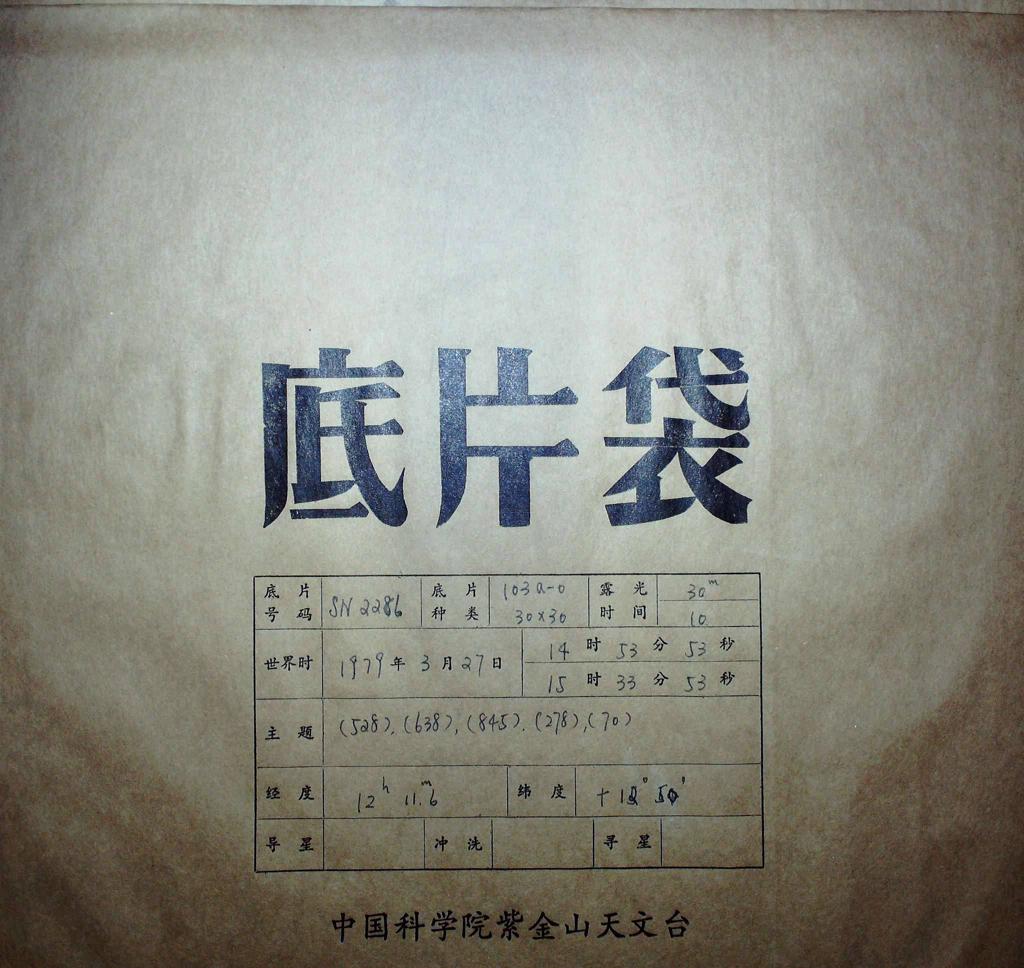 底片袋
底片号码 SN 2286 底片种类 103a-0 30×30 露光时间 30ᵐ 10
世界时 1979年3月27日 14时53分53秒
15时33分53秒
主题 (528), (638), (845). (278), (70)
经度 12ʰ 11.ᵐ6 纬度
导星 冲洗 寻星
中国科学院紫金山天文台